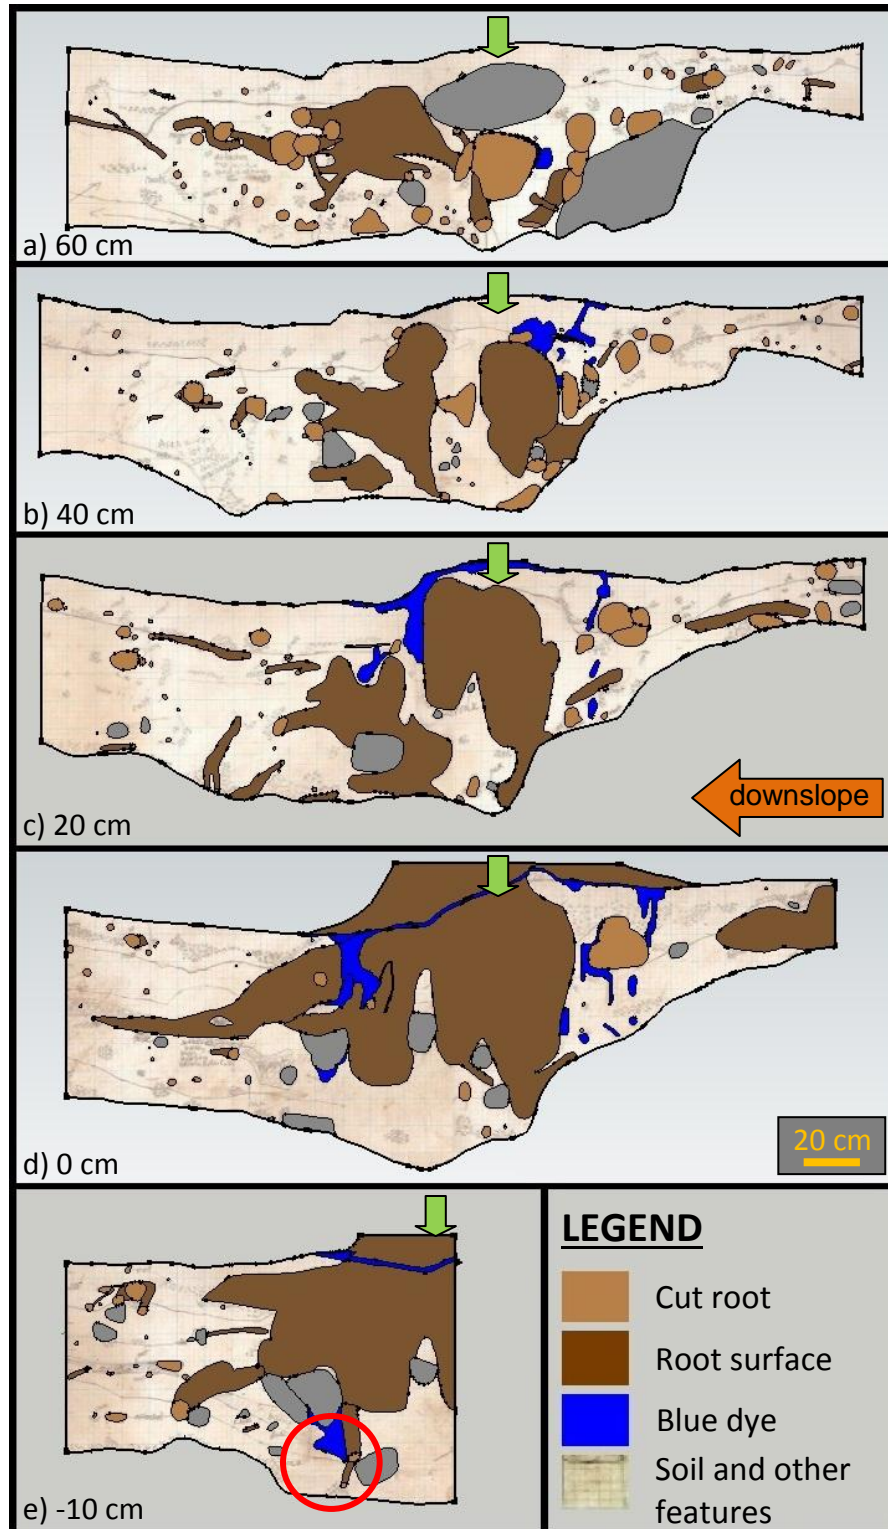 a) 60 cm
b) 40 cm
c) 20 cm
downslope
d) 0 cm
20 cm
e) -10 cm
LEGEND
Cut root
Root surface
Blue dye
Soil and other
features